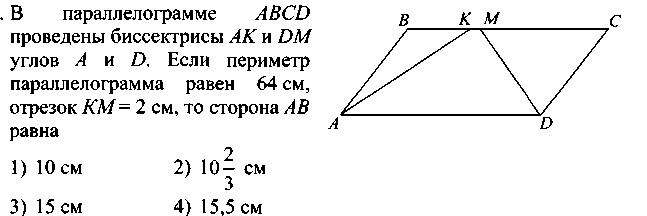 . В параллелограмме ABCD
проведены биссектрисы AK и DM
углов A и D. Если периметр
параллелограмма равен 64 см,
отрезок KM = 2 см, то сторона AB
равна
1) 10 см 2) 10 2/3 см
3) 15 см 4) 15,5 см
B K M C
A D